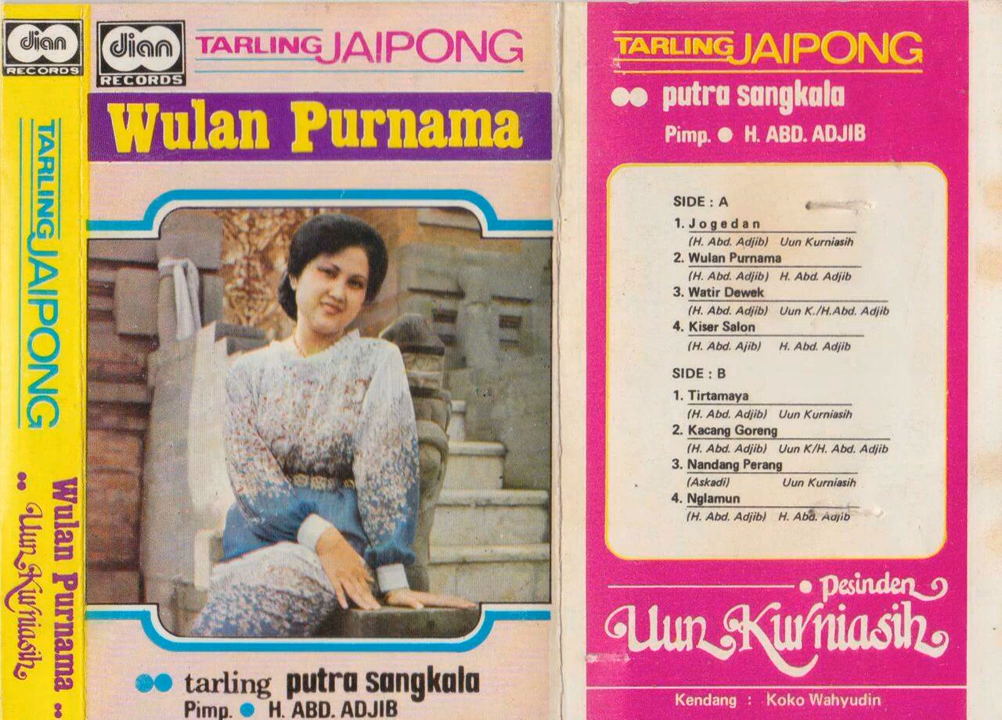 dian
RECORDS
TARLING JAIPONG
Wulan Purnama
Uun Kurniasih
dian
RECORDS
TARLING JAIPONG
Wulan Purnama
tarling putra sangkala
Pimp. H. ABD. ADJIB
TARLING JAIPONG
putra sangkala
Pimp. ● H. ABD. ADJIB
SIDE : A
1. Jogedan
(H. Abd. Adjib) Uun Kurniasih
2. Wulan Purnama
(H. Abd. Adjib) H. Abd. Adjib
3. Watir Dewek
(H. Abd. Adjib) Uun K./H.Abd. Adjib
4. Kiser Salon
(H. Abd. Ajib) H. Abd. Adjib
SIDE : B
1. Tirtamaya
(H. Abd. Adjib) Uun Kurniasih
2. Kacang Goreng
(H. Abd. Adjib) Uun K/H. Abd. Adjib
3. Nandang Perang
(Askadi) Uun Kurniasih
4. Nglamun
(H. Abd. Adjib) H. Abd. Adjib
● Pesinden
Uun Kurniasih
Kendang : Koko Wahyudin